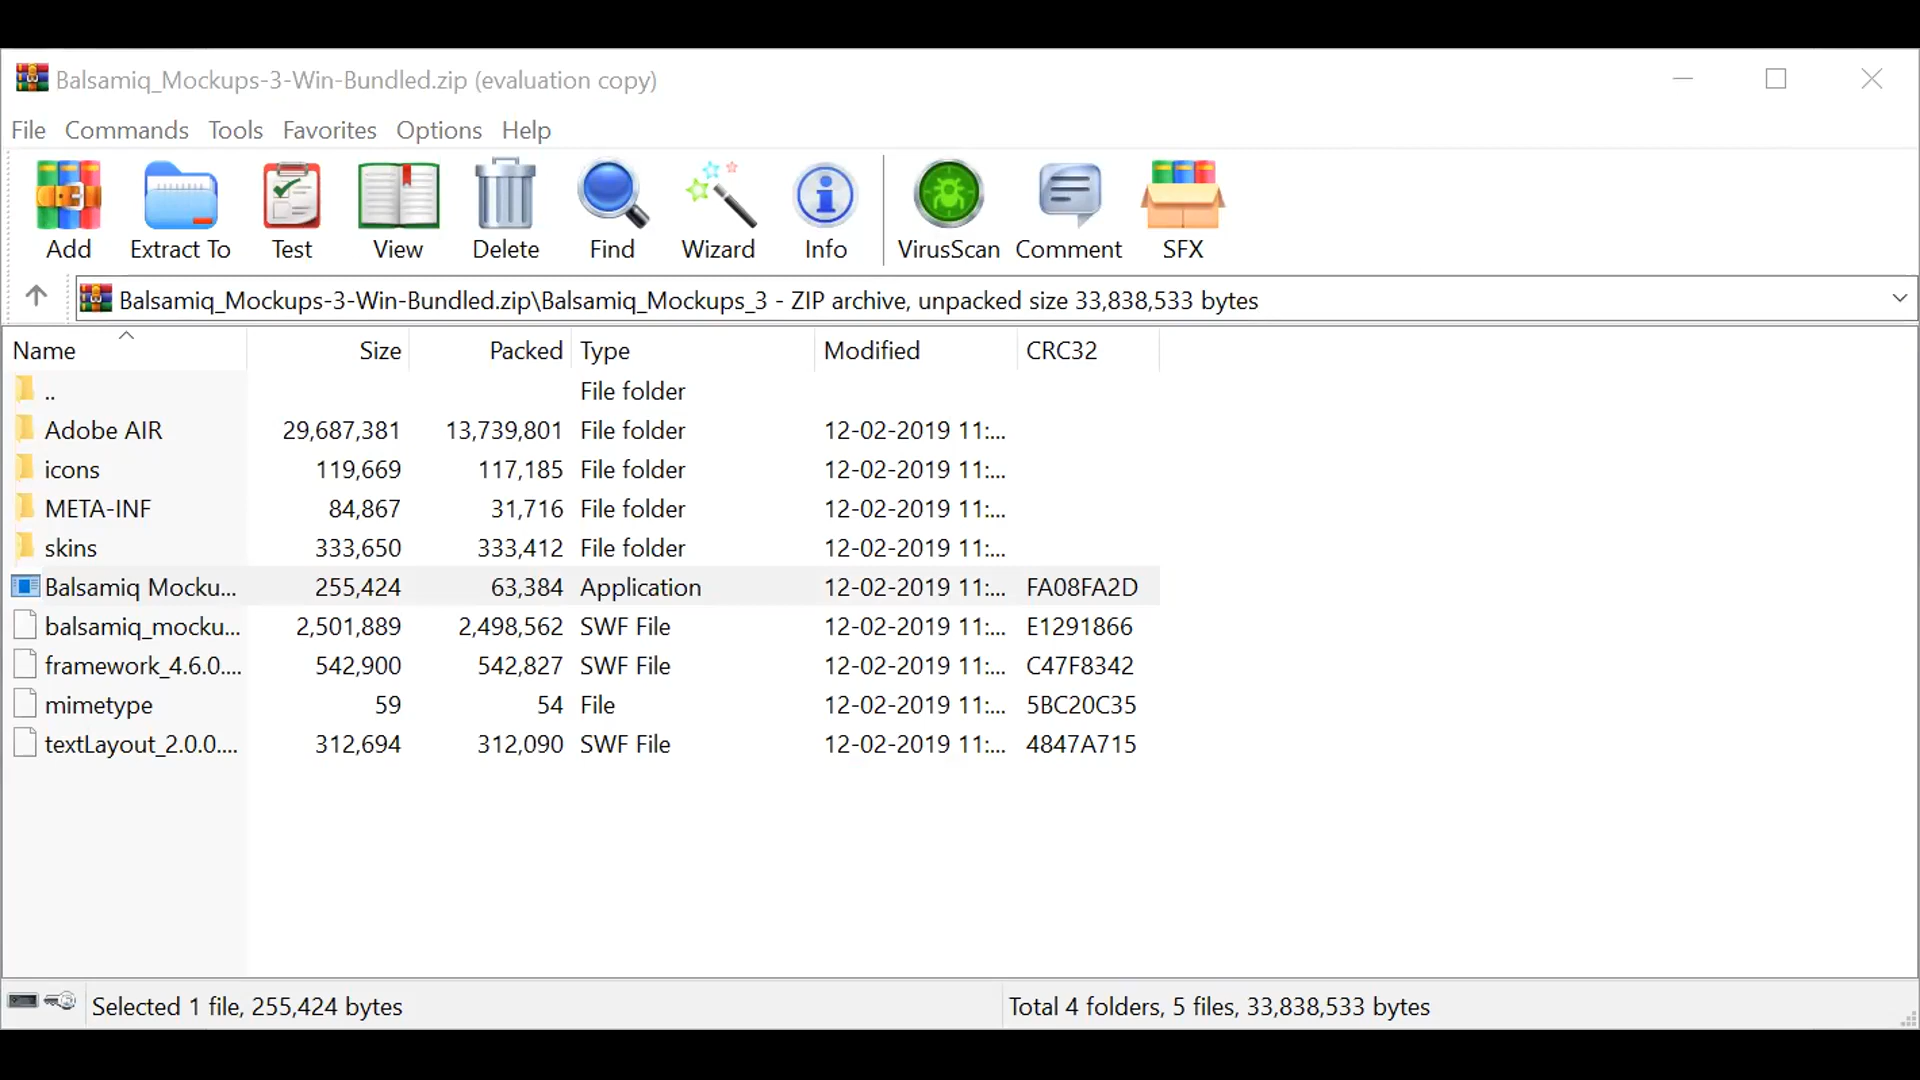 Balsamiq_Mockups-3-Win-Bundled.zip (evaluation copy)
File Commands Tools Favorites Options Help
Add Extract To Test View Delete Find Wizard Info VirusScan Comment SFX
Balsamiq_Mockups-3-Win-Bundled.zip\Balsamiq_Mockups_3 - ZIP archive, unpacked size 33,838,533 bytes
Name Size Packed Type Modified CRC32
.. File folder
Adobe AIR 29,687,381 13,739,801 File folder 12-02-2019 11:...
icons 119,669 117,185 File folder 12-02-2019 11:...
META-INF 84,867 31,716 File folder 12-02-2019 11:...
skins 333,650 333,412 File folder 12-02-2019 11:...
Balsamiq Mocku... 255,424 63,384 Application 12-02-2019 11:... FA08FA2D
balsamiq_mocku... 2,501,889 2,498,562 SWF File 12-02-2019 11:... E1291866
framework_4.6.0.... 542,900 542,827 SWF File 12-02-2019 11:... C47F8342
mimetype 59 54 File 12-02-2019 11:... 5BC20C35
textLayout_2.0.0.... 312,694 312,090 SWF File 12-02-2019 11:... 4847A715
Selected 1 file, 255,424 bytes Total 4 folders, 5 files, 33,838,533 bytes